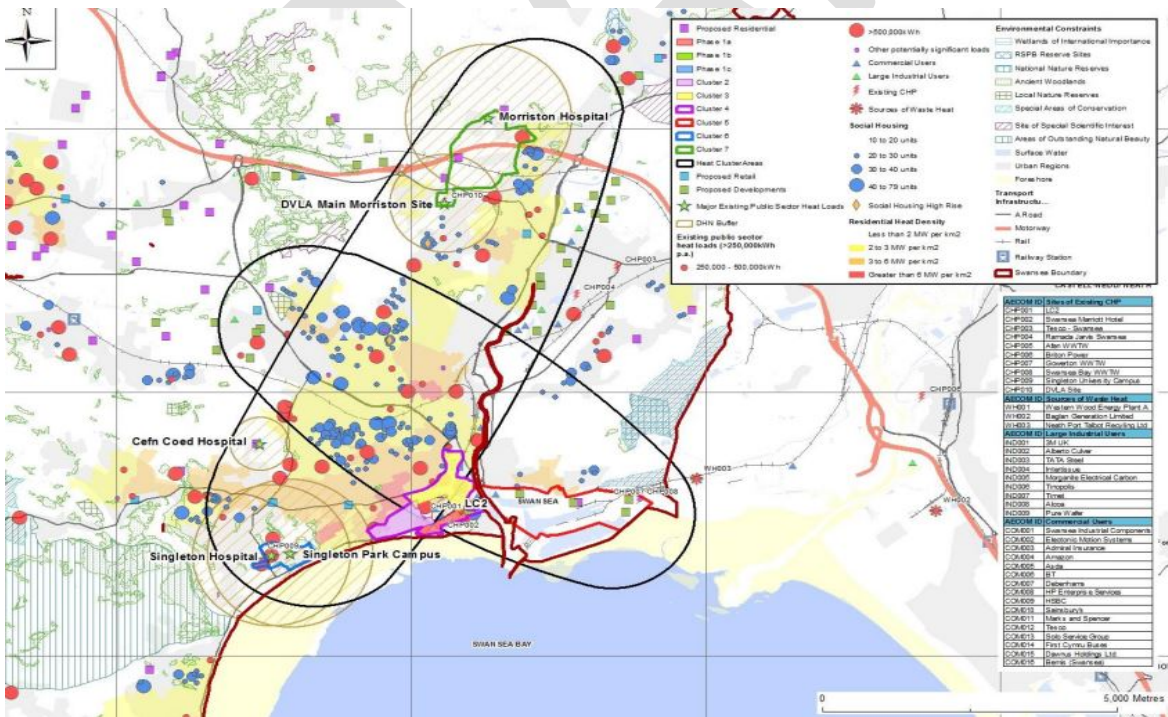 N
Proposed Residential
Phase 1a
Phase 1b
Phase 1c
Cluster 2
Cluster 3
Cluster 4
Cluster 5
Cluster 6
Cluster 7
Heat Cluster Areas
Proposed Retail
Proposed Developments
Major Existing Public Sector Heat Loads
DHN Buffer
Existing public sector
heat loads (>250,000kWh
p.a.)
250,000 - 500,000kWh
>500,000kWh
Other potentially significant loads
Commercial Users
Large Industrial Users
Existing CHP
Sources of Waste Heat
Social Housing
10 to 20 units
20 to 30 units
30 to 40 units
40 to 70 units
Social Housing High Rise
Residential Heat Density
Less than 2 MW per km2
2 to 3 MW per km2
3 to 6 MW per km2
Greater than 6 MW per km2
Environmental Constraints
Wetlands of International Importance
RSPB Reserve Sites
National Nature Reserves
Ancient Woodlands
Local Nature Reserves
Special Areas of Conservation
Site of Special Scientific Interest
Areas of Outstanding Natural Beauty
Surface Water
Urban Regions
Foreshore
Transport
Infrastructu...
A Road
Motorway
Rail
Railway Station
Swansea Boundary
Morriston Hospital
CHP010
DVLA Main Morriston Site
CHP003
CHP004
Cefn Coed Hospital
WH003
LC2
SWAN SEA
CHP007 CHP008
CHP001
CHP002
CHP009
Singleton Hospital
Singleton Park Campus
CHP006
WH002
SWAN SEA BAY
AECOM ID Sites of Existing CHP
CHP001 LC2
CHP002 Swansea Marriott Hotel
CHP003 Tesco - Swansea
CHP004 Ramada Jarvis Swansea
CHP005 Afan WWTW
CHP006 Briton Power
CHP007 Gowerton WWTW
CHP008 Swansea Bay WWTW
CHP009 Singleton University Campus
CHP010 DVLA Site
AECOM ID Sources of Waste Heat
WH001 Western Wood Energy Plant A
WH002 Baglan Generation Limited
WH003 Neath Port Talbot Recycling Ltd
AECOM ID Large Industrial Users
IND001 3M UK
IND002 Alberto Culver
IND003 TATA Steel
IND004 Intertissue
IND005 Morganite Electrical Carbon
IND006 Tinopolis
IND007 Timet
IND008 Alcoa
IND009 Pure Wafer
AECOM ID Commercial Users
COM001 Swansea Industrial Components
COM002 Electronic Motion Systems
COM003 Admiral Insurance
COM004 Amazon
COM005 Asda
COM006 BT
COM007 Debenhams
COM008 HP Enterprise Services
COM009 HSBC
COM010 Sainsbury's
COM011 Marks and Spencer
COM012 Tesco
COM013 Solo Service Group
COM014 First Cymru Buses
COM015 Dawnus Holdings Ltd
COM016 Bemis (Swansea)
0 5,000 Metres